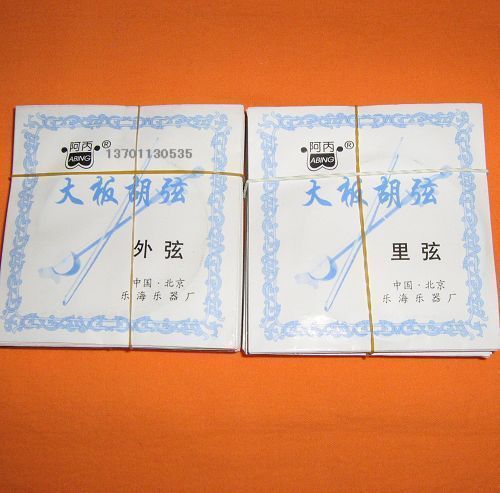 阿丙®
ABING
13701130535
大板胡弦
外弦
中国·北京
乐海乐器厂
阿丙®
ABING
大板胡弦
里弦
中国·北京
乐海乐器厂